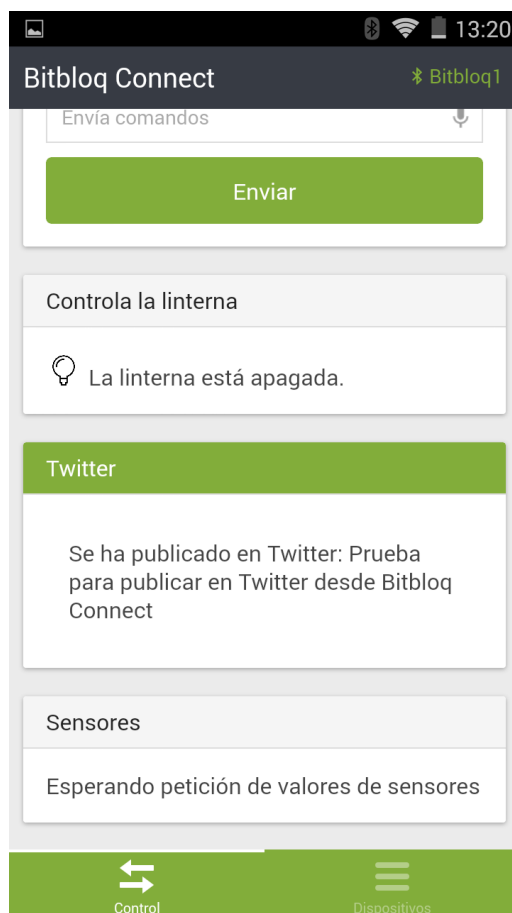 13:20
Bitbloq Connect
Bitbloq1
Envía comandos
Enviar
Controla la linterna
La linterna está apagada.
Twitter
Se ha publicado en Twitter: Prueba
para publicar en Twitter desde Bitbloq
Connect
Sensores
Esperando petición de valores de sensores
Control
Dispositivos